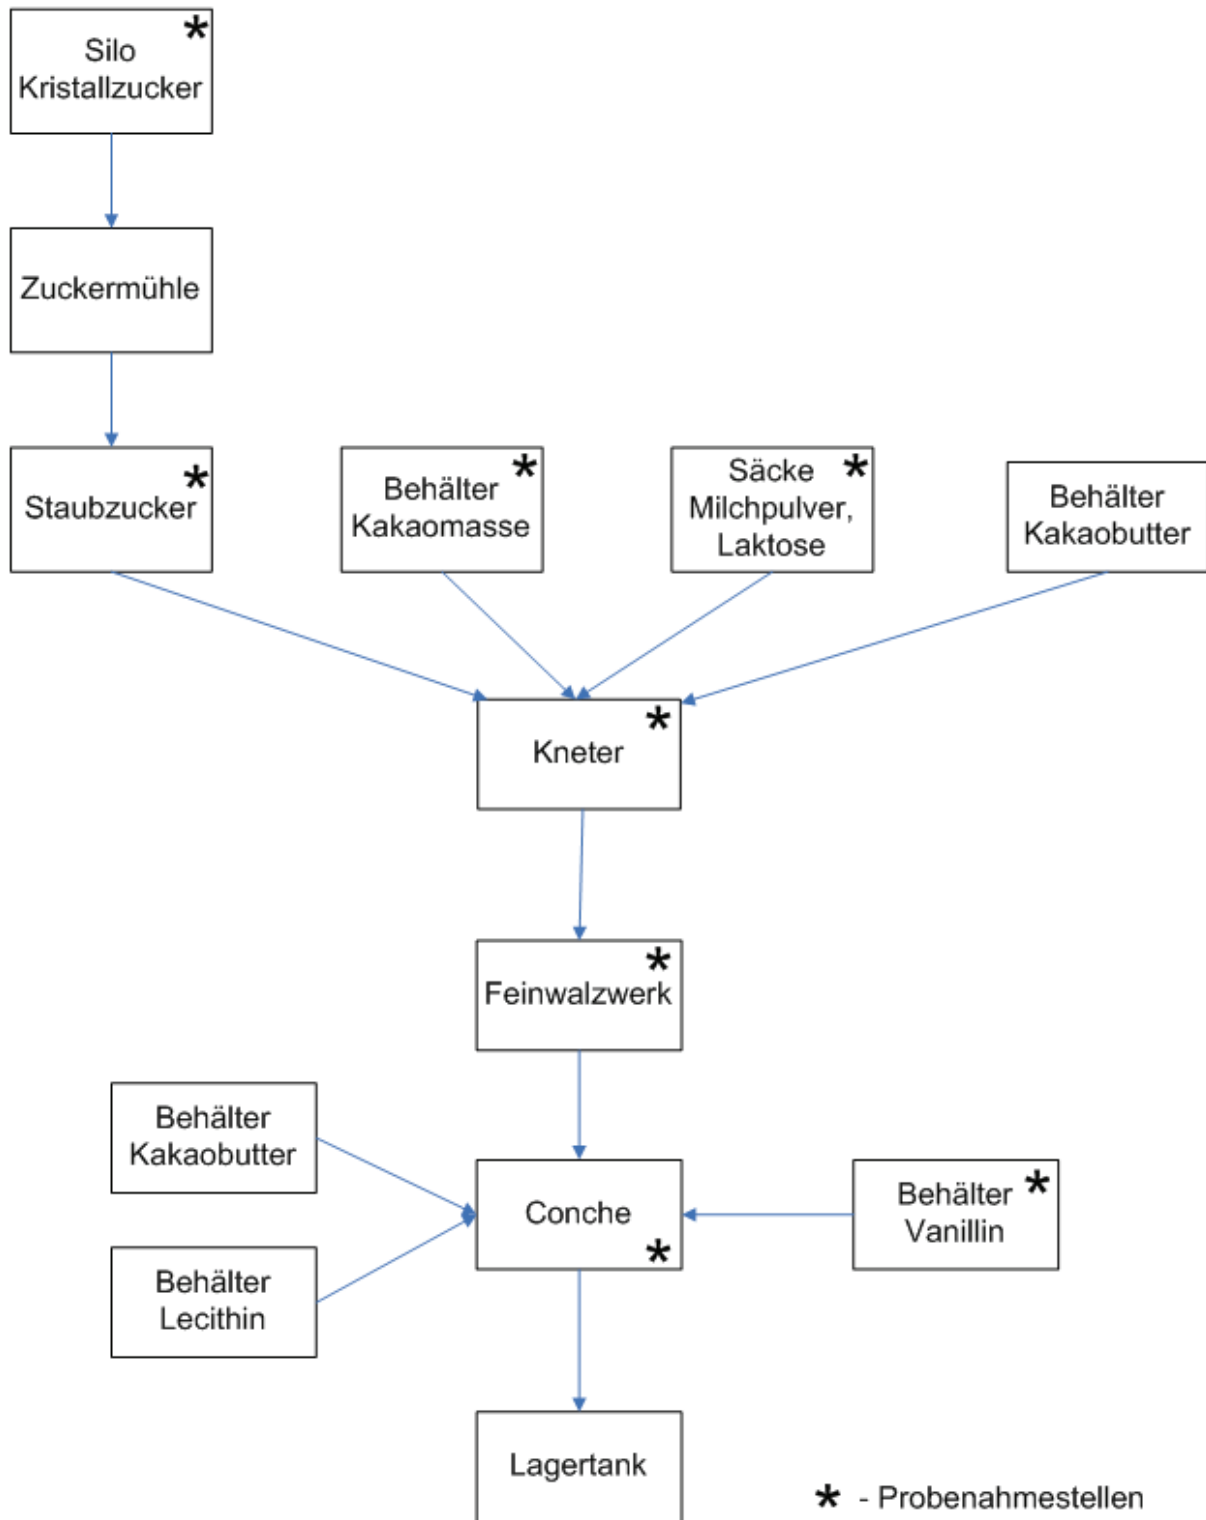 Silo
Kristallzucker
Zuckermühle
Staubzucker
Behälter
Kakaomasse
Säcke
Milchpulver,
Laktose
Behälter
Kakaobutter
Kneter
Feinwalzwerk
Behälter
Kakaobutter
Conche
Behälter
Vanillin
Behälter
Lecithin
Lagertank
* - Probenahmestellen